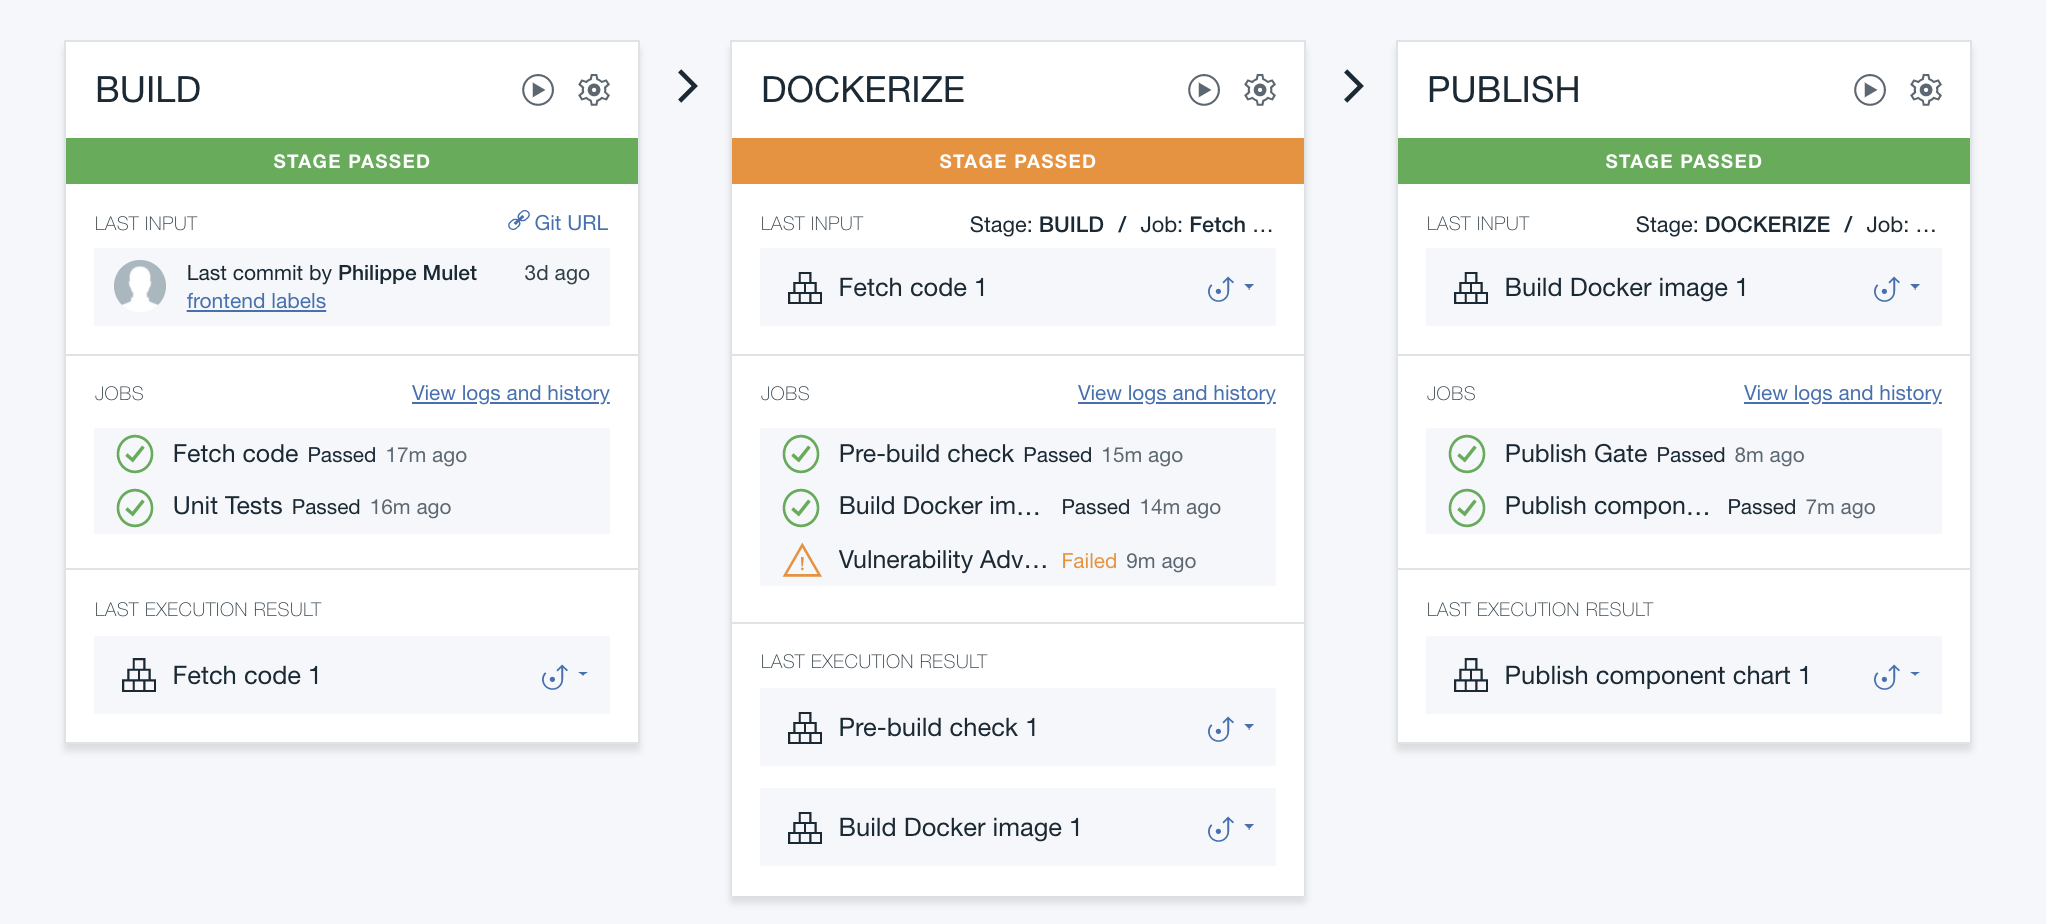 BUILD
STAGE PASSED
LAST INPUT Git URL
Last commit by Philippe Mulet 3d ago
frontend labels
JOBS View logs and history
Fetch code Passed 17m ago
Unit Tests Passed 16m ago
LAST EXECUTION RESULT
Fetch code 1
DOCKERIZE
STAGE PASSED
LAST INPUT Stage: BUILD / Job: Fetch ...
Fetch code 1
JOBS View logs and history
Pre-build check Passed 15m ago
Build Docker im... Passed 14m ago
Vulnerability Adv... Failed 9m ago
LAST EXECUTION RESULT
Pre-build check 1
Build Docker image 1
PUBLISH
STAGE PASSED
LAST INPUT Stage: DOCKERIZE / Job: ...
Build Docker image 1
JOBS View logs and history
Publish Gate Passed 8m ago
Publish compon... Passed 7m ago
LAST EXECUTION RESULT
Publish component chart 1